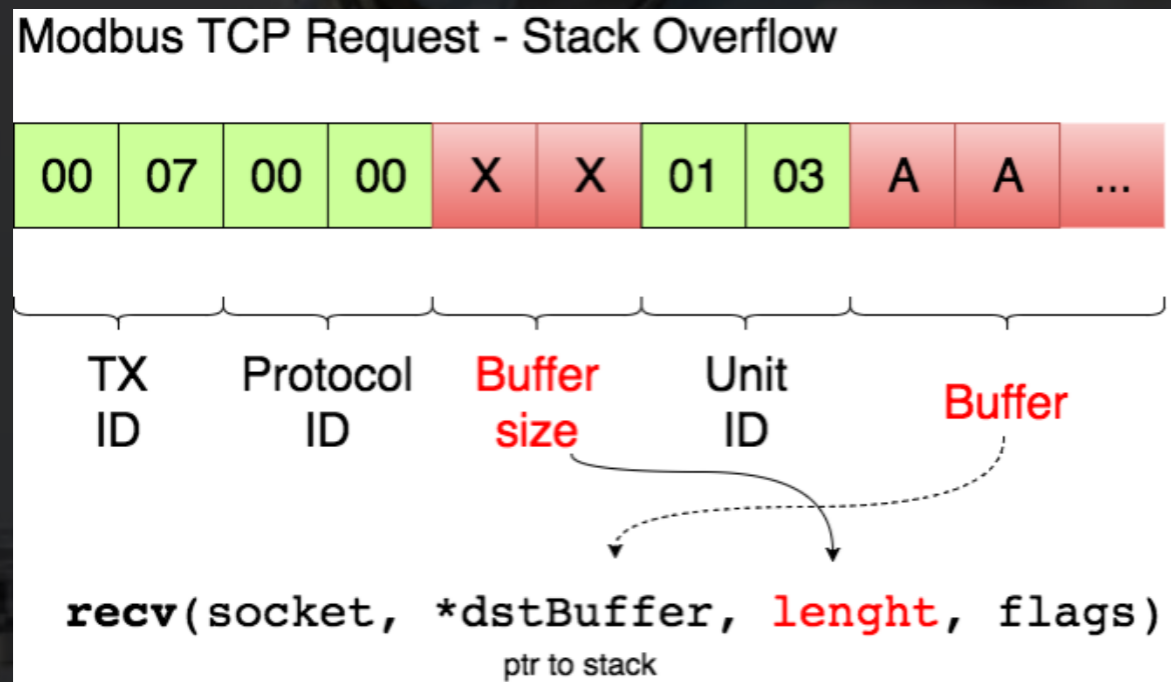 Modbus TCP Request - Stack Overflow
00 07 00 00 X X 01 03 A A ...
TX ID
Protocol ID
Buffer size
Unit ID
Buffer
recv(socket, *dstBuffer, lenght, flags)
ptr to stack